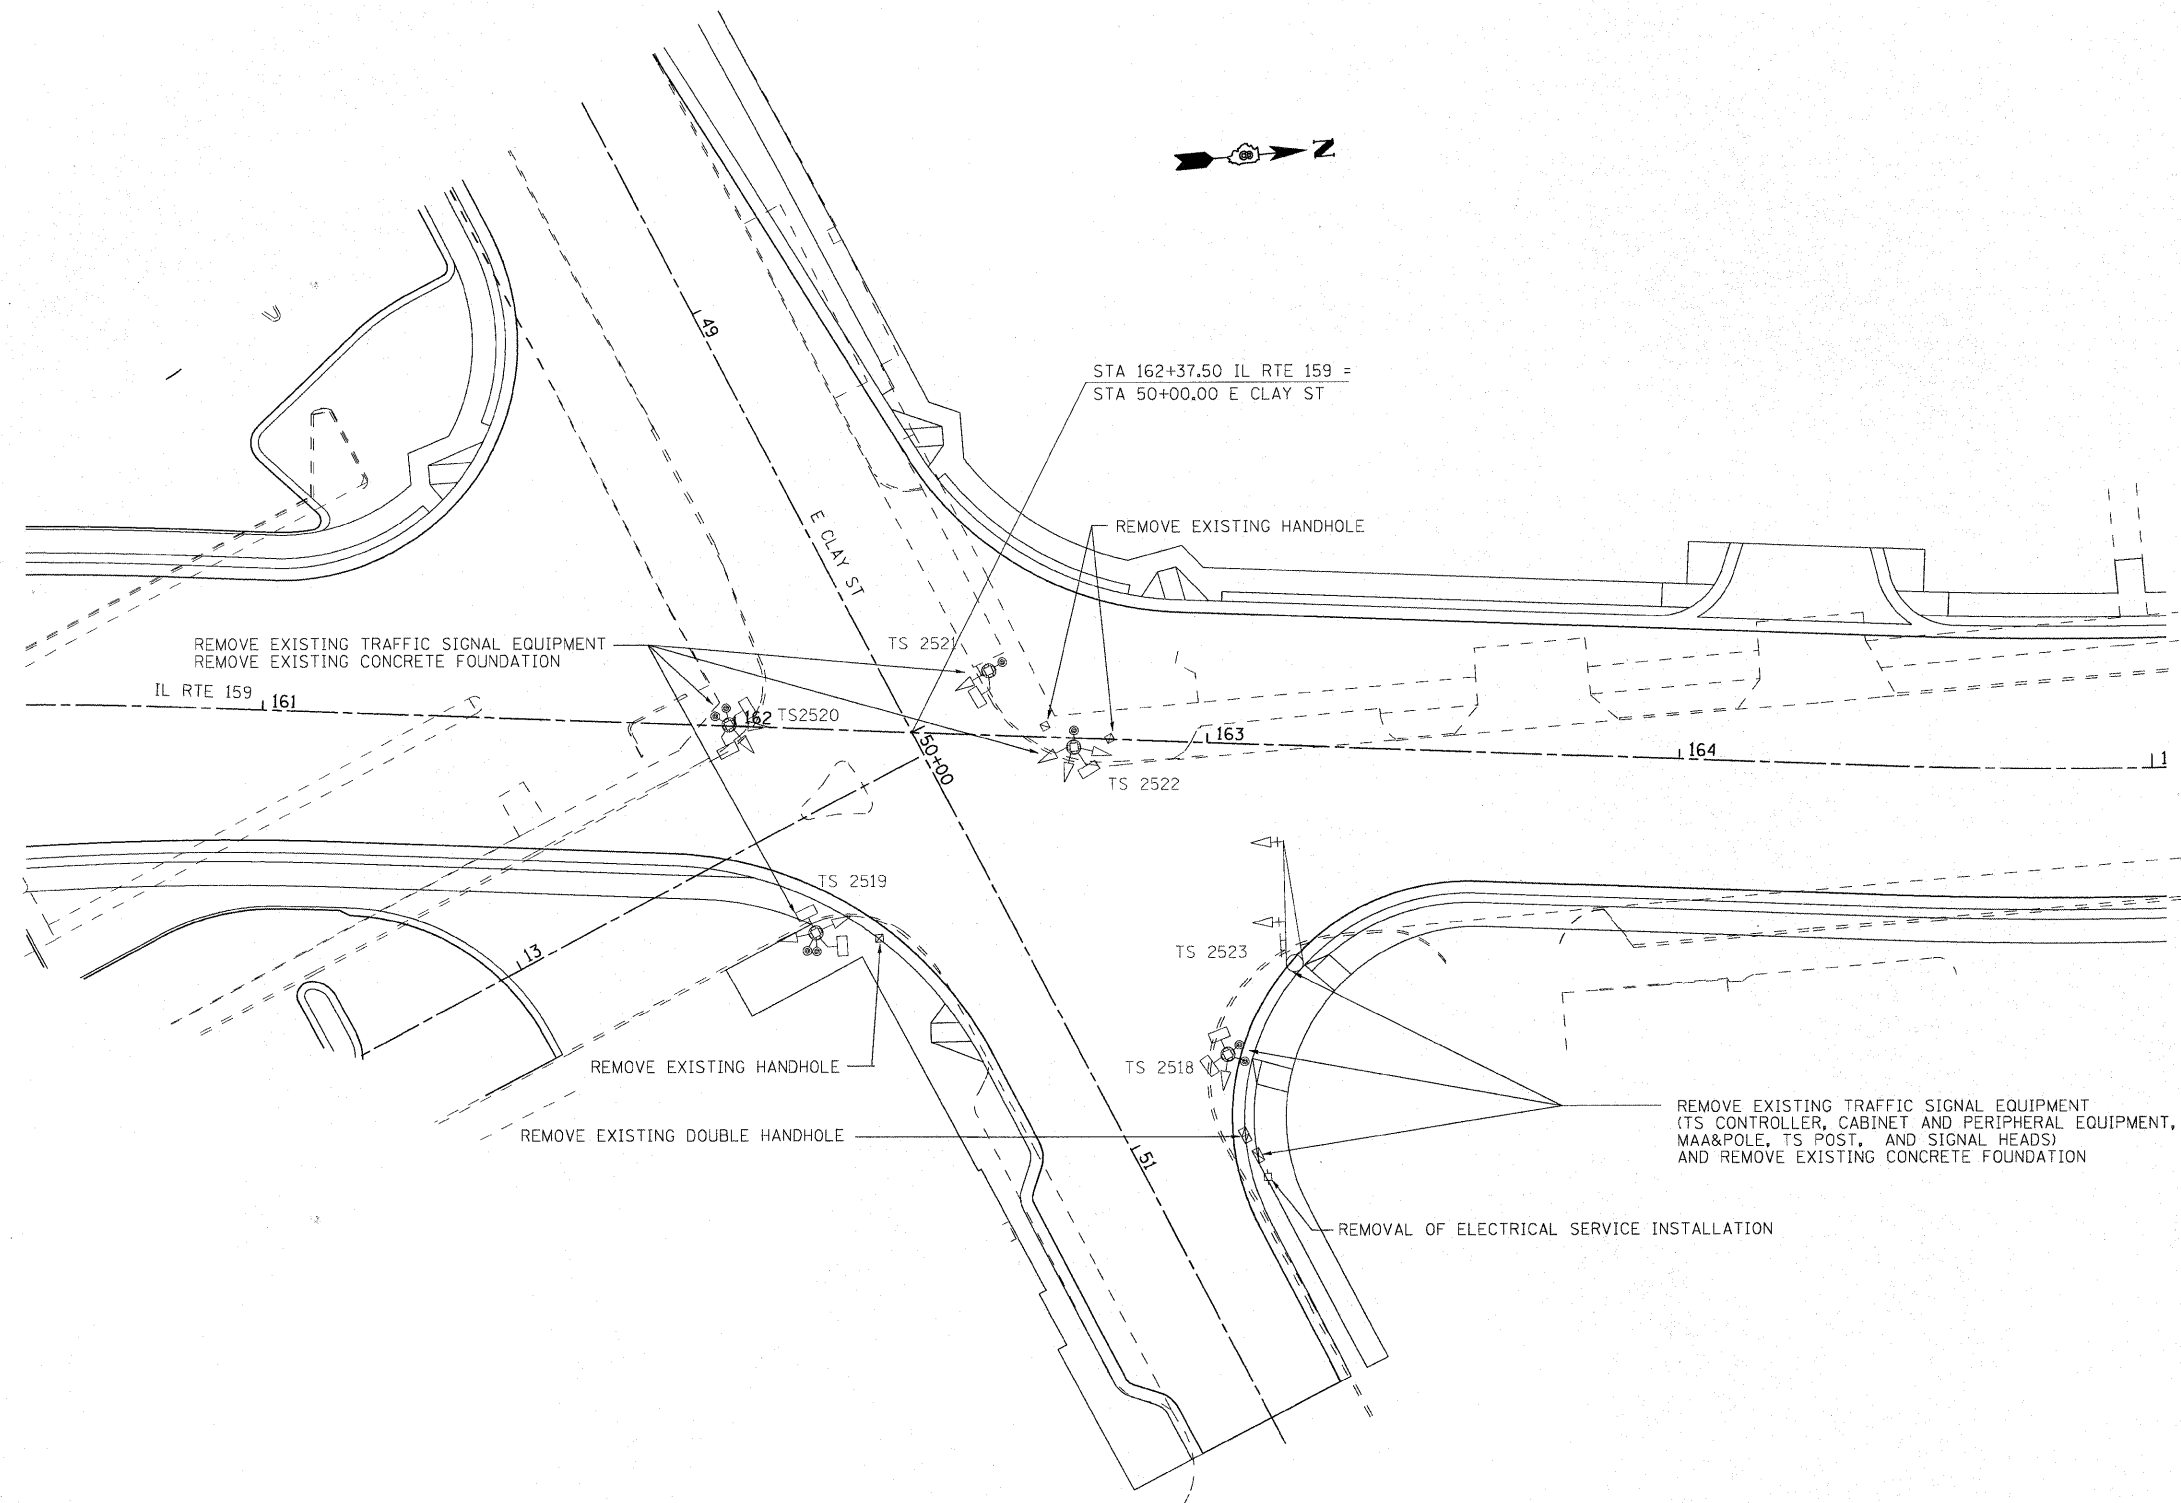 N
49
STA 162+37.50 IL RTE 159 =
STA 50+00.00 E CLAY ST
E CLAY ST
REMOVE EXISTING HANDHOLE
REMOVE EXISTING TRAFFIC SIGNAL EQUIPMENT
REMOVE EXISTING CONCRETE FOUNDATION
TS 2521
IL RTE 159
161
162
TS2520
50+00
163
164
1
TS 2522
TS 2519
TS 2523
13
REMOVE EXISTING HANDHOLE
TS 2518
REMOVE EXISTING DOUBLE HANDHOLE
51
REMOVE EXISTING TRAFFIC SIGNAL EQUIPMENT
(TS CONTROLLER, CABINET AND PERIPHERAL EQUIPMENT,
MAA&POLE, TS POST, AND SIGNAL HEADS)
AND REMOVE EXISTING CONCRETE FOUNDATION
REMOVAL OF ELECTRICAL SERVICE INSTALLATION